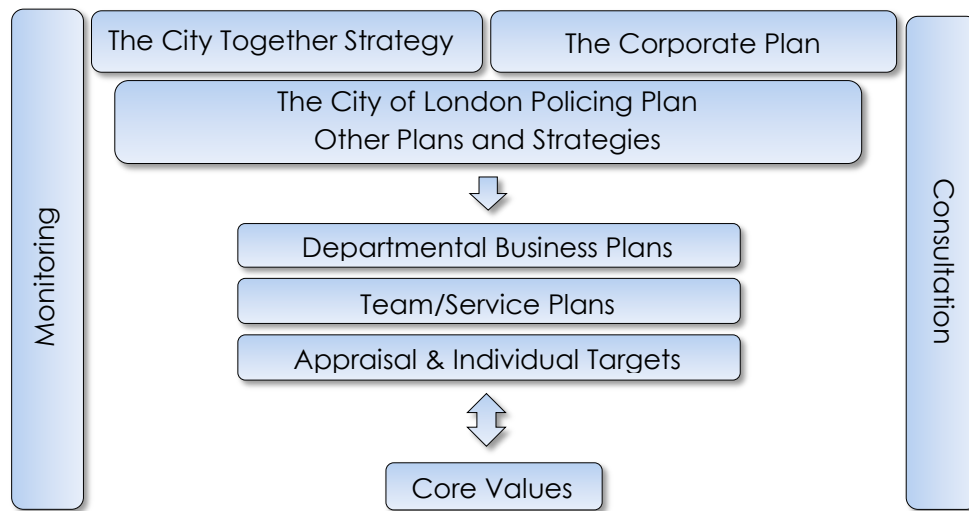 The City Together Strategy
The Corporate Plan
The City of London Policing Plan
Other Plans and Strategies
Monitoring
Consultation
Departmental Business Plans
Team/Service Plans
Appraisal & Individual Targets
Core Values